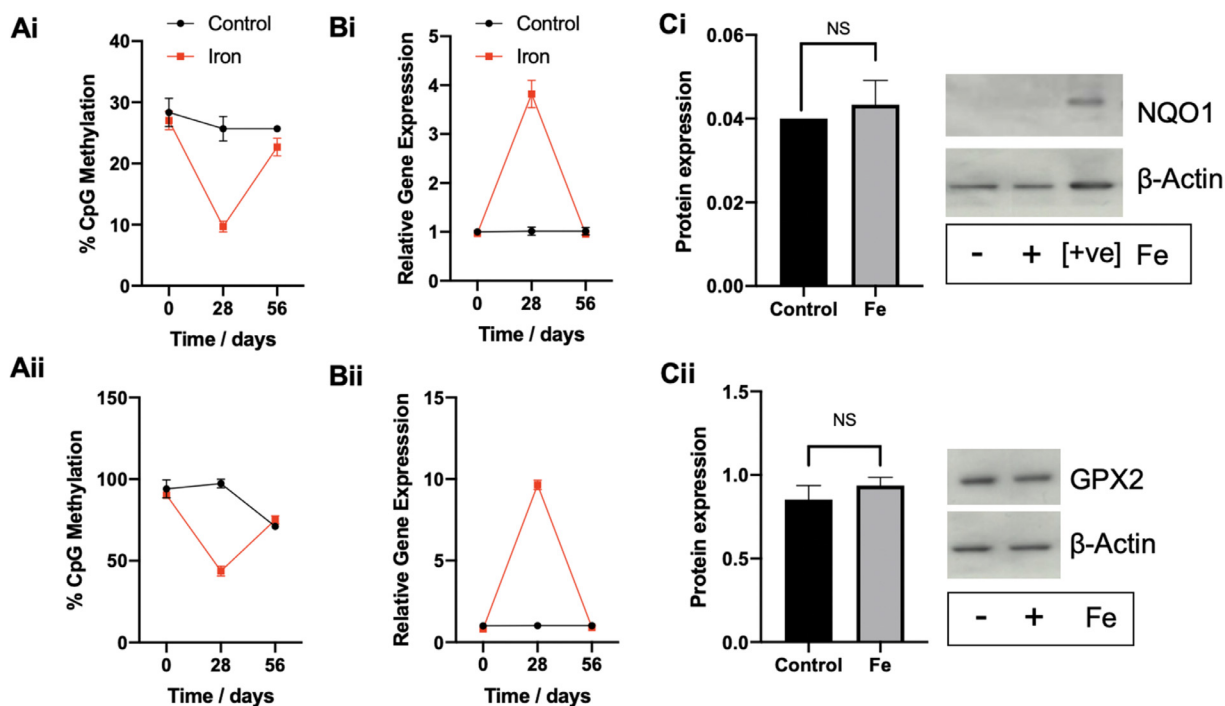 Ai
Control
Iron
% CpG Methylation
40
30
20
10
0
0 28 56
Time / days
Bi
Control
Iron
Relative Gene Expresssion
5
4
3
2
1
0
0 28 56
Time / days
Ci
NS
Protein expression
0.06
0.04
0.02
0.00
Control Fe
NQO1
β-Actin
- + [+ve] Fe
Aii
% CpG Methylation
150
100
50
0
0 28 56
Time / days
Bii
Relative Gene Expresssion
15
10
5
0
0 28 56
Time / days
Cii
NS
Protein expression
1.5
1.0
0.5
0.0
Control Fe
GPX2
β-Actin
- + Fe